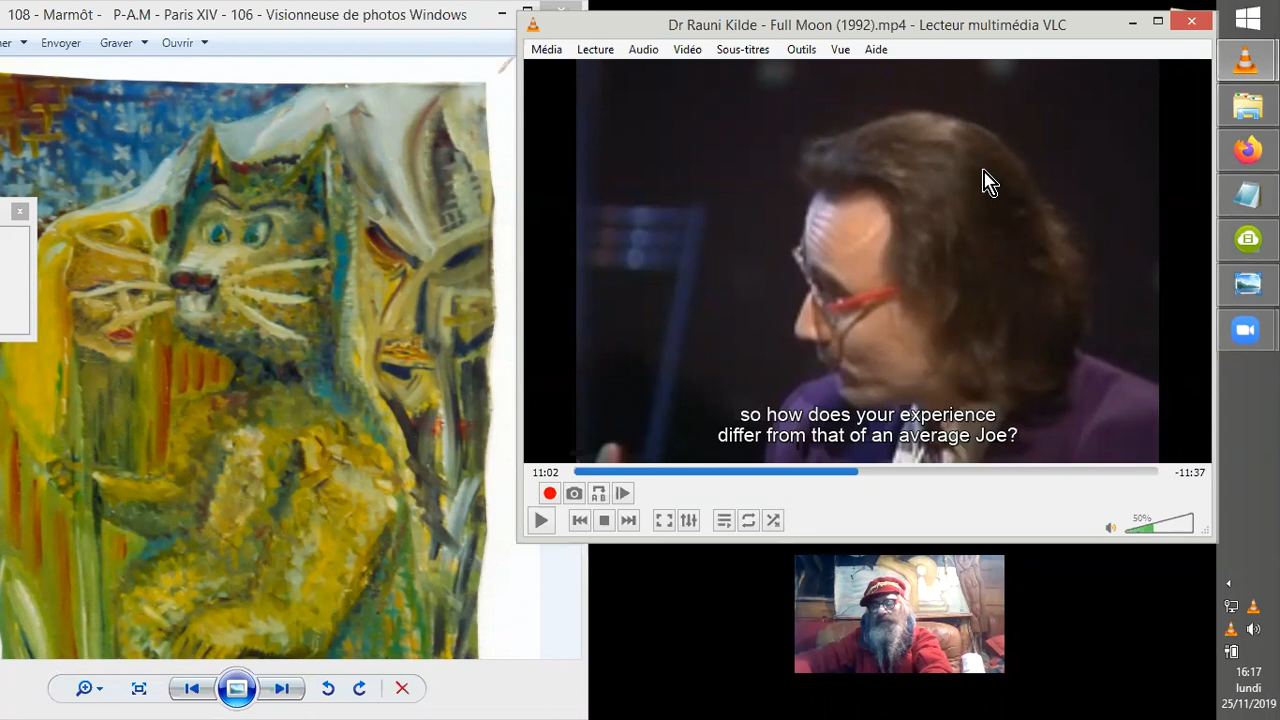 108 - Marmôt - P-A.M - Paris XIV - 106 - Visionneuse de photos Windows
Envoyer Graver Ouvrir
x
Dr Rauni Kilde - Full Moon (1992).mp4 - Lecteur multimédia VLC
Média Lecture Audio Vidéo Sous-titres Outils Vue Aide
so how does your experience
differ from that of an average Joe?
11:02 -11:37
50%
16:17
lundi
25/11/2019